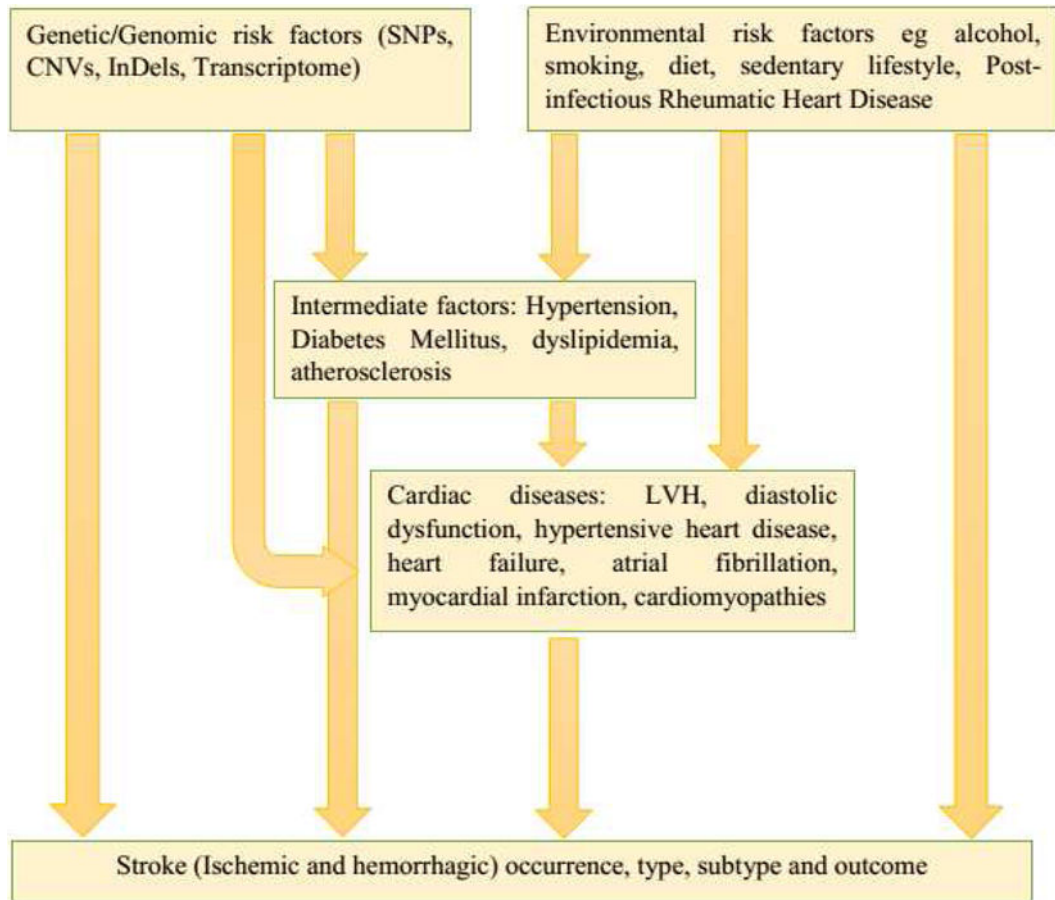 Genetic/Genomic risk factors (SNPs,
CNVs, InDels, Transcriptome)
Environmental risk factors eg alcohol,
smoking, diet, sedentary lifestyle, Post-
infectious Rheumatic Heart Disease
Intermediate factors: Hypertension,
Diabetes Mellitus, dyslipidemia,
atherosclerosis
Cardiac diseases: LVH, diastolic
dysfunction, hypertensive heart disease,
heart failure, atrial fibrillation,
myocardial infarction, cardiomyopathies
Stroke (Ischemic and hemorrhagic) occurrence, type, subtype and outcome